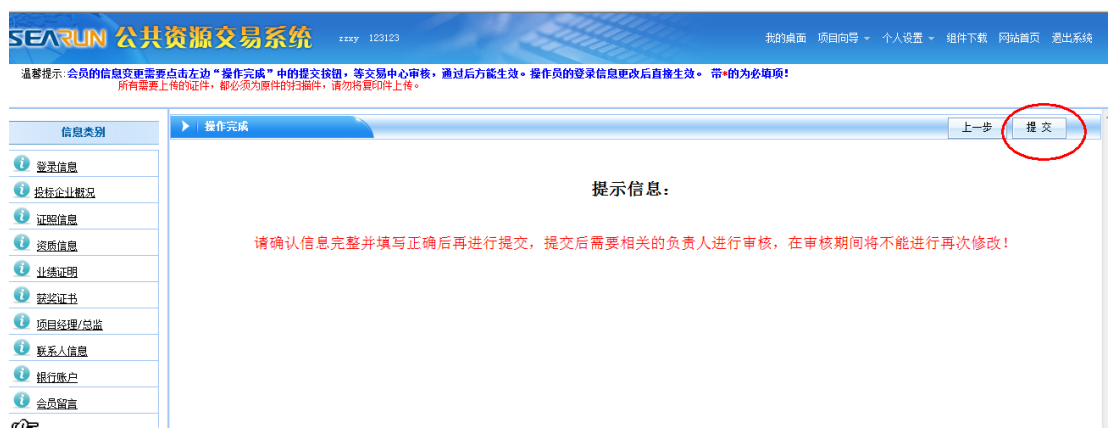 SEARUN 公共资源交易系统 zzxy 123123 我的桌面 项目向导 个人设置 组件下载 网站首页 退出系统
温馨提示:会员的信息变更需要点击左边“操作完成”中的提交按钮，等交易中心审核，通过后方能生效。操作员的登录信息更改后直接生效。 带*的为必填项！
所有需要上传的证件，都必须为原件的扫描件，请勿将复印件上传。
信息类别
操作完成 上一步 提 交
登录信息
投标企业概况
证照信息
资质信息
业绩证明
获奖证书
项目经理/总监
联系人信息
银行账户
会员留言
提示信息：
请确认信息完整并填写正确后再进行提交，提交后需要相关的负责人进行审核，在审核期间将不能进行再次修改！